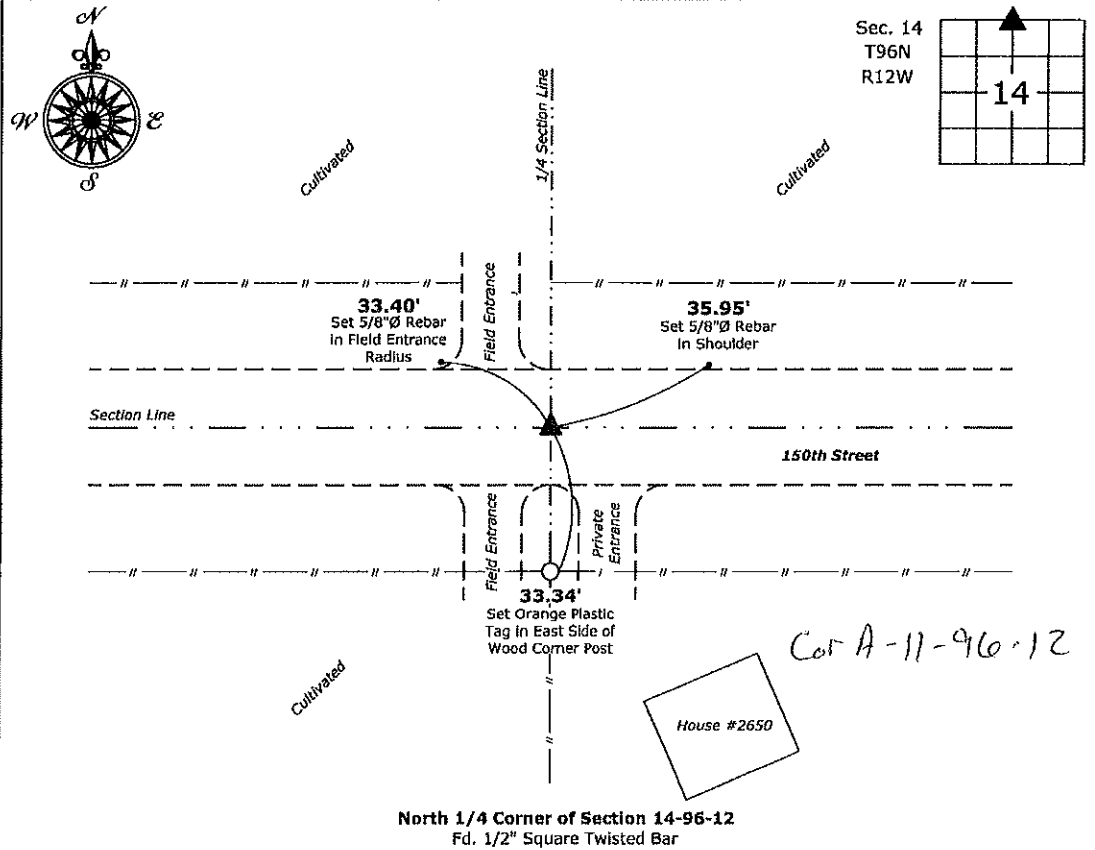 N
W
E
S
Sec. 14
T96N
R12W
14
Cultivated
1/4 Section Line
Cultivated
33.40'
Set 5/8"Ø Rebar
in Field Entrance
Radius
Field Entrance
35.95'
Set 5/8"Ø Rebar
in Shoulder
Section Line
150th Street
Field Entrance
Private
Entrance
33.34'
Set Orange Plastic
Tag in East Side of
Wood Corner Post
Cor A-11-96-12
Cultivated
House #2650
North 1/4 Corner of Section 14-96-12
Fd. 1/2" Square Twisted Bar